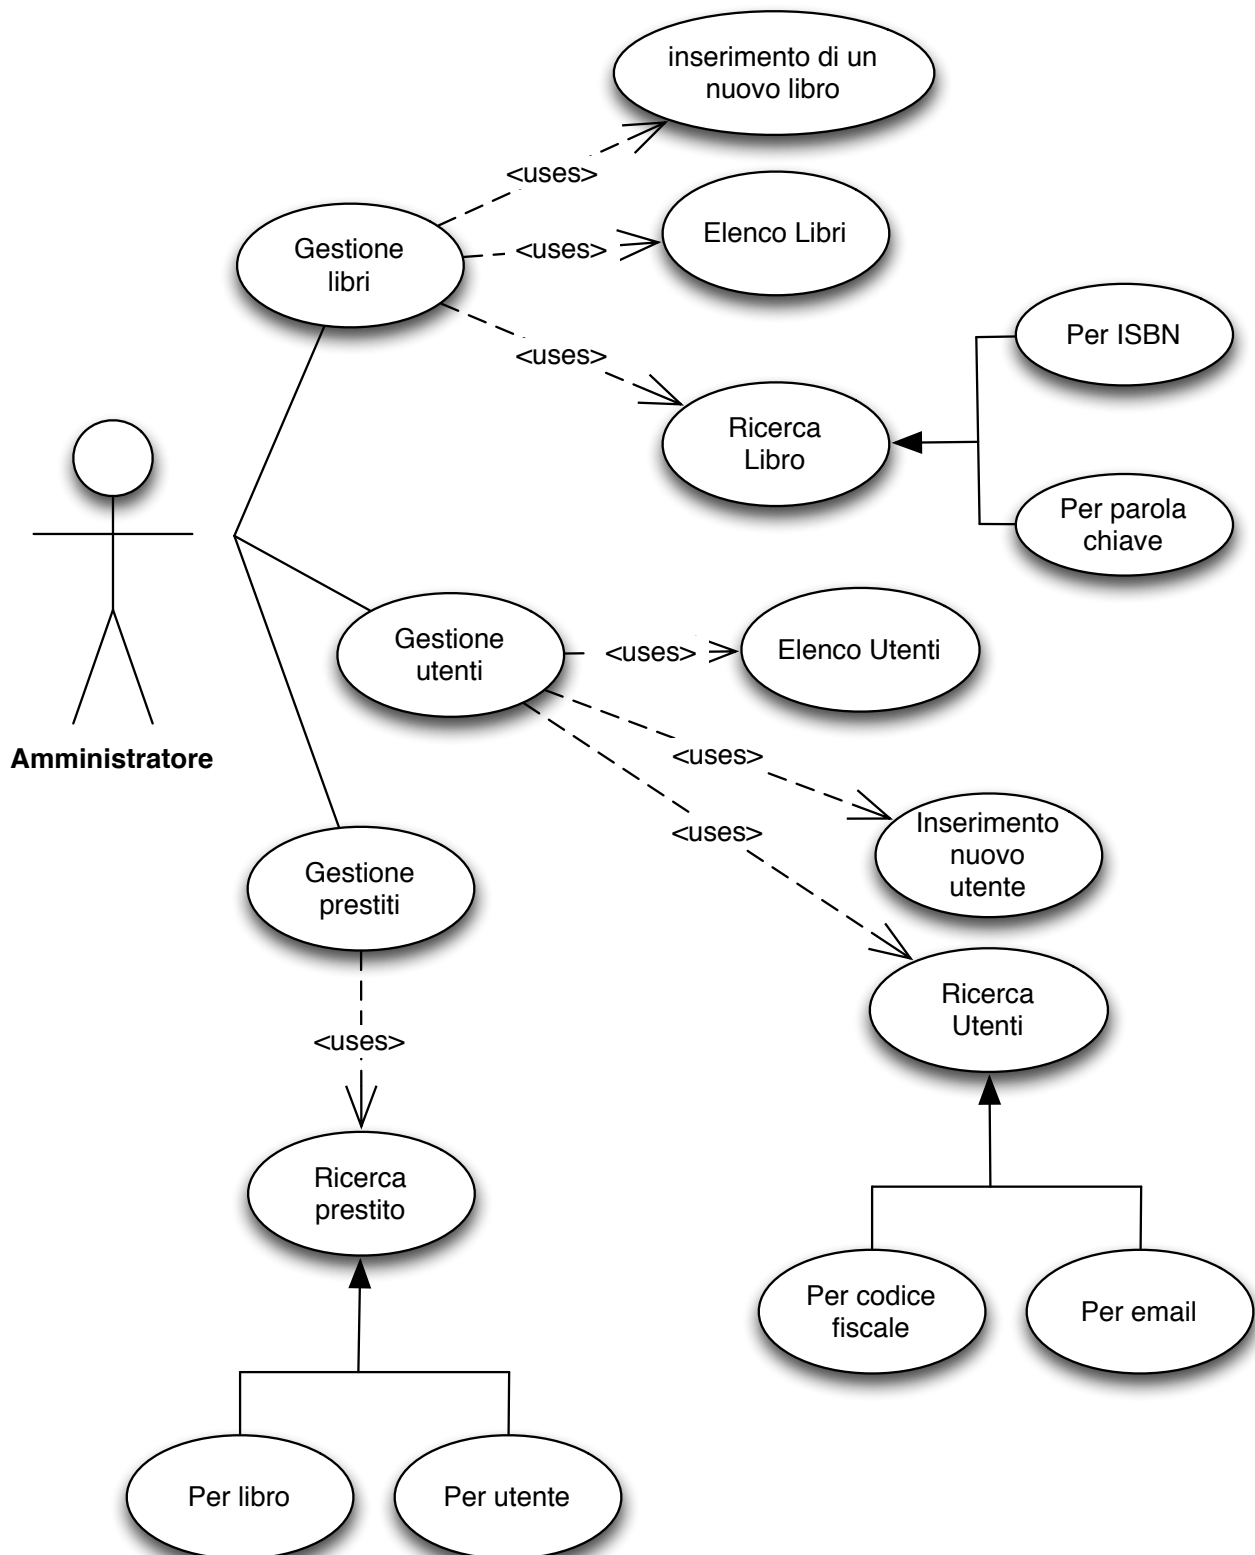 inserimento di un
nuovo libro
<uses>
Gestione
libri
<uses>
Elenco Libri
<uses>
Per ISBN
Ricerca
Libro
Per parola
chiave
Gestione
utenti
<uses>
Elenco Utenti
Amministratore
<uses>
<uses>
Inserimento
nuovo
utente
Gestione
prestiti
Ricerca
Utenti
<uses>
Ricerca
prestito
Per codice
fiscale
Per email
Per libro
Per utente